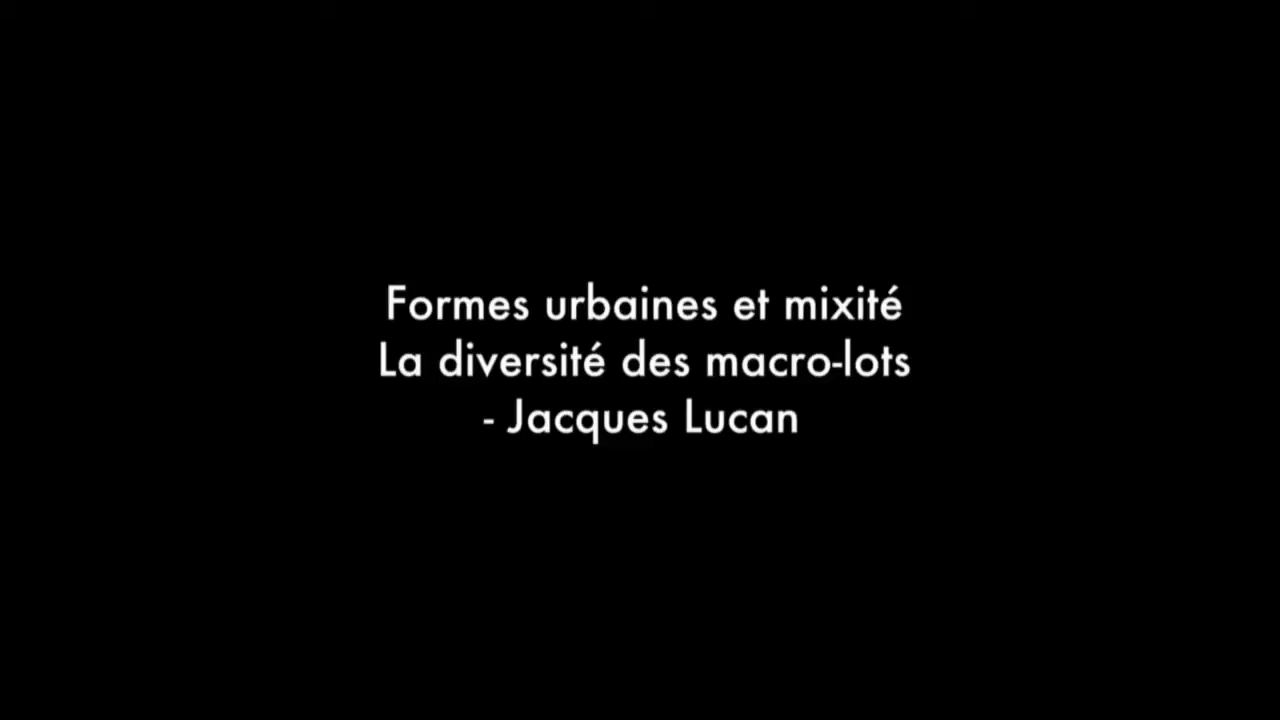 Formes urbaines et mixité
La diversité des macro-lots
- Jacques Lucan